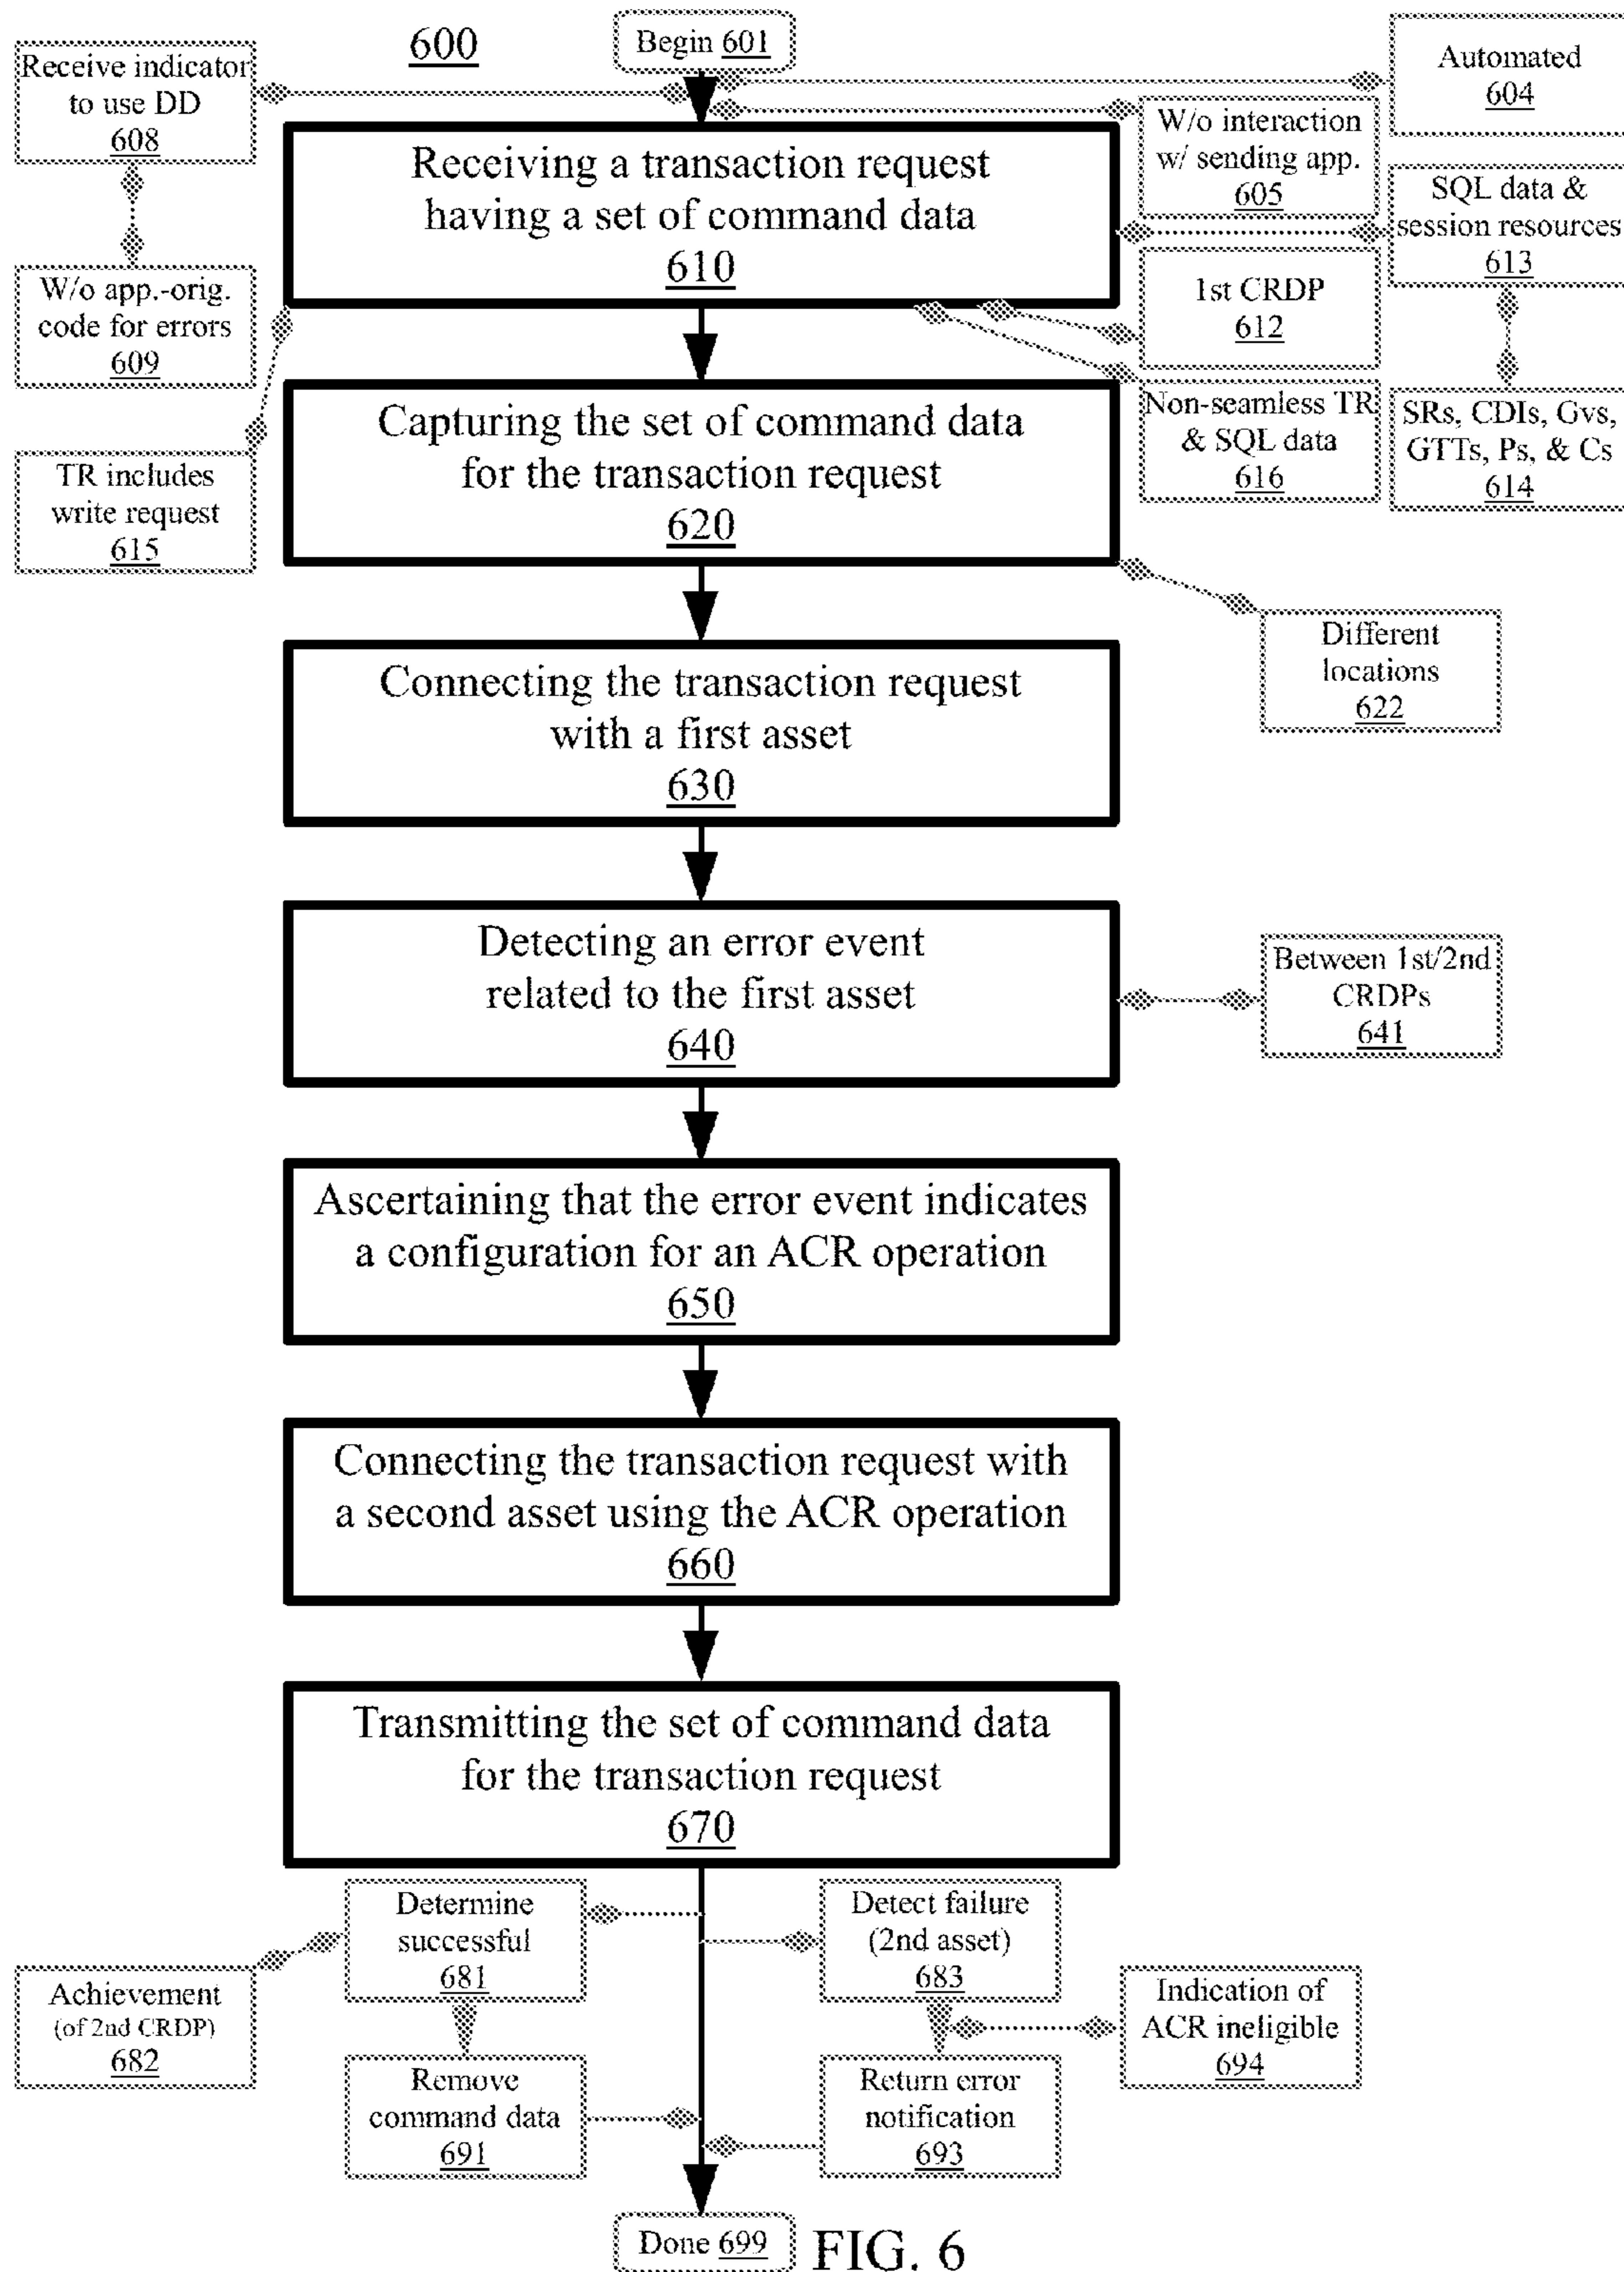 600
Begin 601
Receive indicator
to use DD
608
Automated
604
W/o interaction
w/ sending app.
605
Receiving a transaction request
having a set of command data
610
SQL data &
session resources
613
W/o app.-orig.
code for errors
609
1st CRDP
612
Capturing the set of command data
for the transaction request
620
Non-seamless TR
& SQL data
616
SRs, CDIs, Gvs,
GTTs, Ps, & Cs
614
TR includes
write request
615
Different
locations
622
Connecting the transaction request
with a first asset
630
Detecting an error event
related to the first asset
640
Between 1st/2nd
CRDPs
641
Ascertaining that the error event indicates
a configuration for an ACR operation
650
Connecting the transaction request with
a second asset using the ACR operation
660
Transmitting the set of command data
for the transaction request
670
Determine
successful
681
Detect failure
(2nd asset)
683
Achievement
(of 2nd CRDP)
682
Indication of
ACR ineligible
694
Remove
command data
691
Return error
notification
693
Done 699
FIG. 6